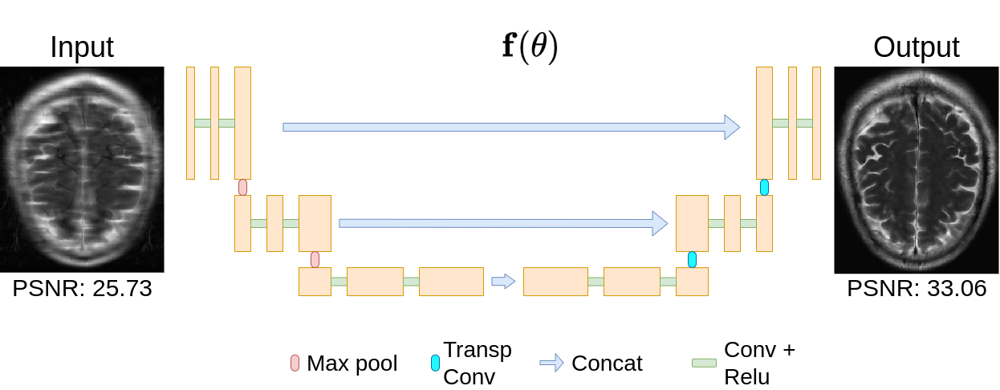 f(θ)
Input
Output
PSNR: 25.73
PSNR: 33.06
Max pool
Transp
Conv
Concat
Conv +
Relu